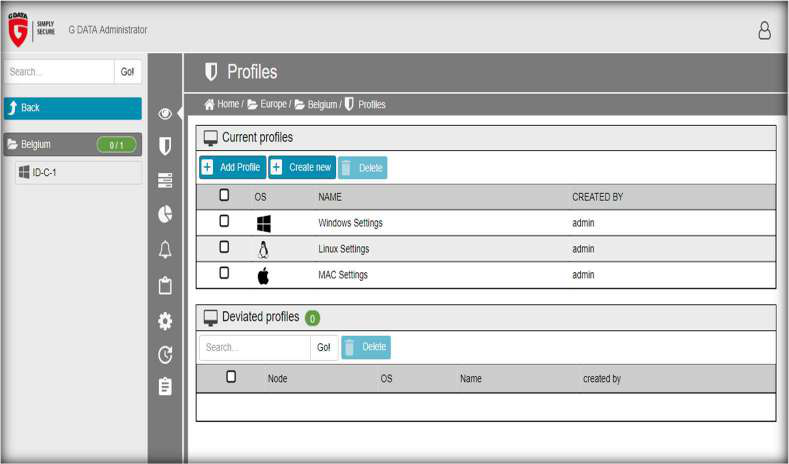 G DATA
SIMPLY
SECURE
G DATA Administrator
Search...
Go!
Back
Belgium
0 / 1
ID-C-1
Profiles
Home / Europe / Belgium / Profiles
Current profiles
Add Profile
Create new
Delete
OS NAME CREATED BY
Windows Settings admin
Linux Settings admin
MAC Settings admin
Deviated profiles 0
Search...
Go!
Delete
Node OS Name created by